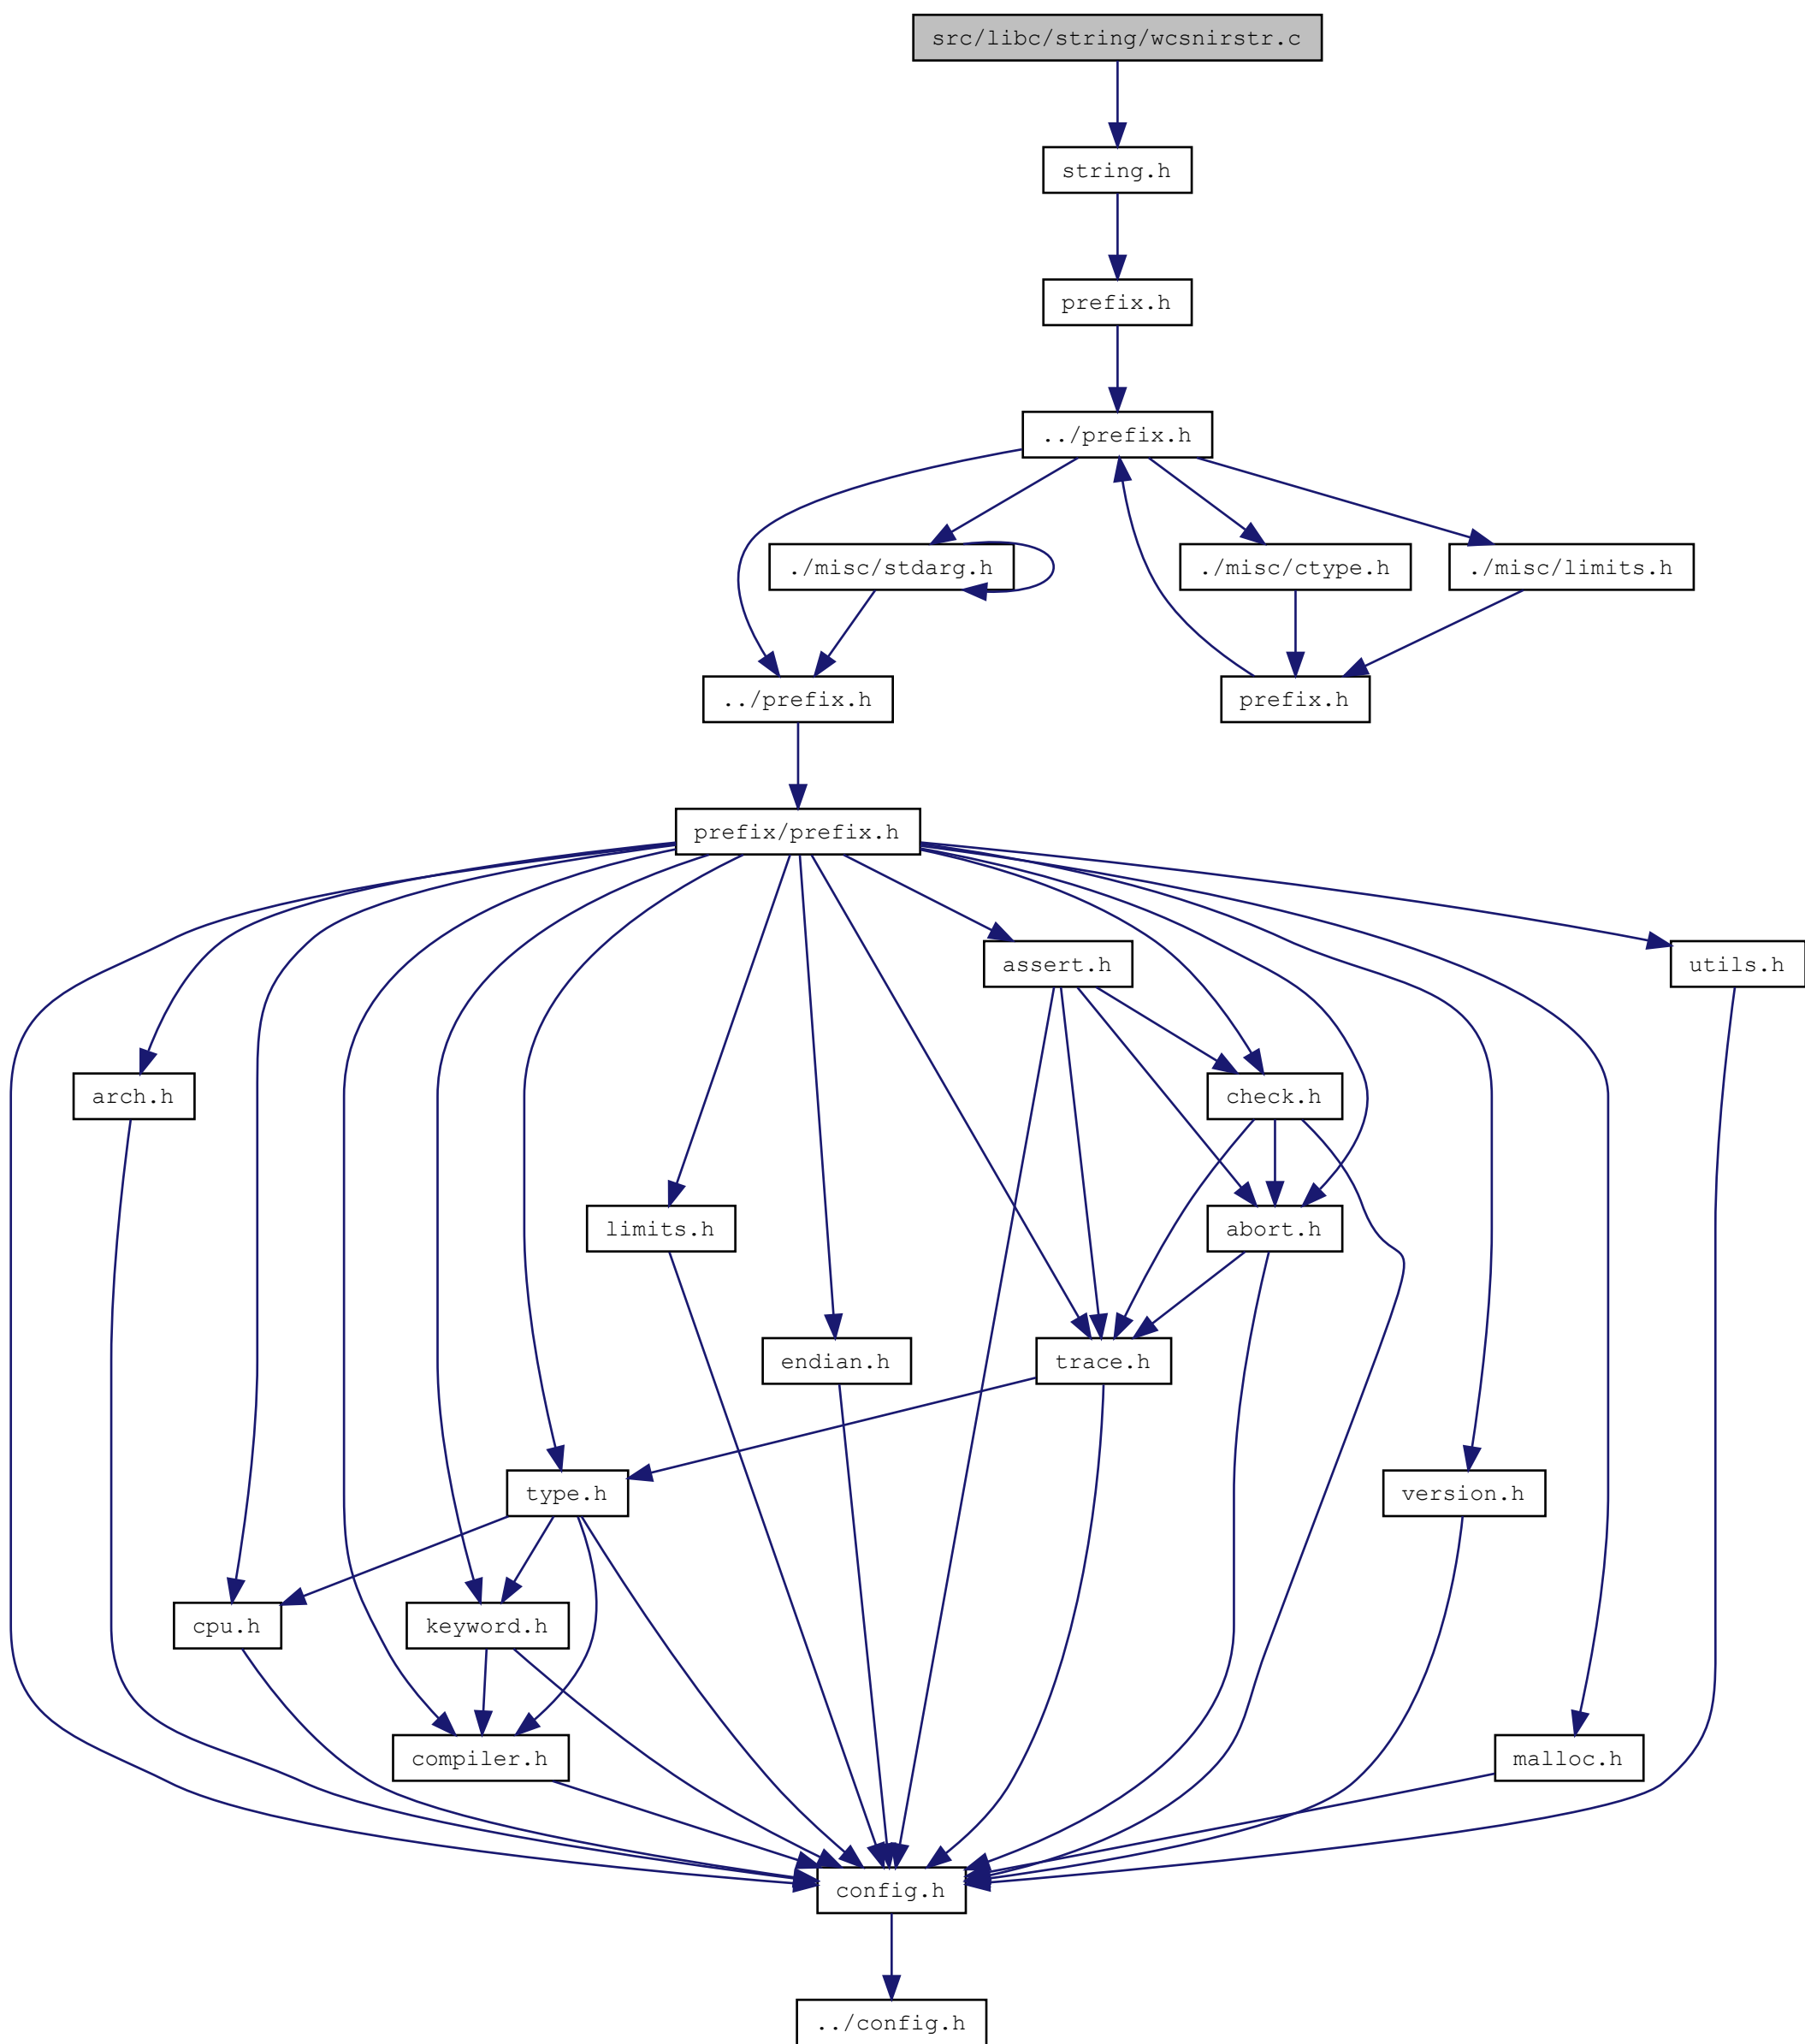 src/libc/string/wcsnirstr.c
string.h
prefix.h
../prefix.h
./misc/stdarg.h
./misc/ctype.h
./misc/limits.h
../prefix.h
prefix.h
prefix/prefix.h
assert.h
utils.h
arch.h
check.h
limits.h
abort.h
endian.h
trace.h
type.h
version.h
cpu.h
keyword.h
compiler.h
malloc.h
config.h
../config.h